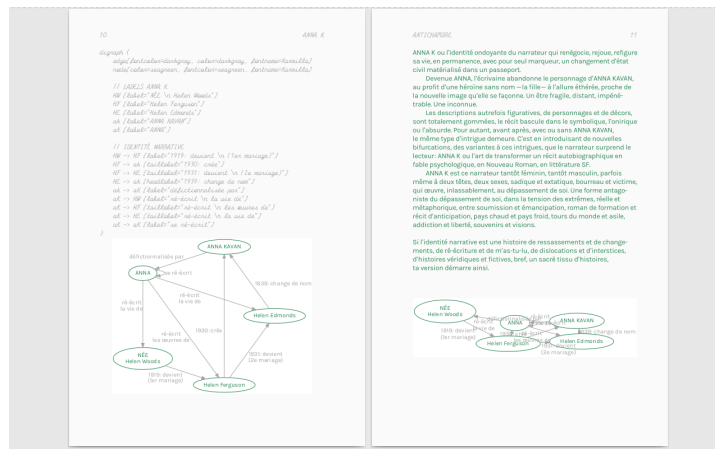 10
ANNA K
digraph {
edge[fontcolor=darkgray, color=darkgray, fontname=kamilla]
node[color=seagreen, fontcolor=seagreen, fontname=kamilla]
// LABELS ANNA K
HW [label="NÉE \n Helen Woods"]
HF [label="Helen Ferguson"]
HE [label="Helen Edmonds"]
ak [label="ANNA KAVAN"]
at [label="ANNA"]
// IDENTITÉ NARRATIVE
HW -> HF [label="1919: devient \n (1er mariage)"]
HF -> ak [taillabel="1930: crée"]
HF -> HE [label="1931: devient \n (2e mariage)"]
HE -> ak [headlabel="1939: change de nom"]
ak -> at [label="défictionnalisée par"]
at -> HW [label="ré-écrit \n la vie de"]
at -> HF [taillabel="ré-écrit \n les œuvres de"]
at -> HE [taillabel="ré-écrit \n la vie de"]
at -> at [label="se ré-écrit"]
}
ANNA KAVAN
défictionnalisée par
ANNA
se ré-écrit
1939: change de nom
ré-écrit
la vie de
ré-écrit
la vie de
Helen Edmonds
ré-écrit
les œuvres de
1930: crée
NÉE
Helen Woods
1931: devient
(2e mariage)
1919: devient
(1er mariage)
Helen Ferguson
ANTICHAMBRE
11
ANNA K ou l'identité ondoyante du narrateur qui renégocie, rejoue, refigure
sa vie, en permanence, avec pour seul marqueur, un changement d'état
civil matérialisé dans un passeport.
Devenue ANNA, l'écrivaine abandonne le personnage d'ANNA KAVAN,
au profit d'une héroïne sans nom —la fille— à l'allure éthérée, proche de
la nouvelle image qu'elle se façonne. Un être fragile, distant, impéné-
trable. Une inconnue.
Les descriptions autrefois figuratives, de personnages et de décors,
sont totalement gommées, le récit bascule dans le symbolique, l'onirique
ou l'absurde. Pour autant, avant après, avec ou sans ANNA KAVAN,
le même type d'intrigue demeure. C'est en introduisant de nouvelles
bifurcations, des variantes à ces intrigues, que le narrateur surprend le
lecteur: ANNA K ou l'art de transformer un récit autobiographique en
fable psychologique, en Nouveau Roman, en littérature SF.
ANNA K est ce narrateur tantôt féminin, tantôt masculin, parfois
même à deux têtes, deux sexes, sadique et extatique, bourreau et victime,
qui œuvre, inlassablement, au dépassement de soi. Une forme antago-
niste du dépassement de soi, dans la tension des extrêmes, réelle et
métaphorique, entre soumission et émancipation, roman de formation et
récit d'anticipation, pays chaud et pays froid, tours du monde et asile,
addiction et liberté, souvenirs et visions.
Si l'identité narrative est une histoire de ressassements et de change-
ments, de ré-écriture et de m'as-tu-lu, de dislocations et d'interstices,
d'histoires véridiques et fictives, bref, un sacré tissu d'histoires,
ta version démarre ainsi.
NÉE
Helen Woods
ANNA
ANNA KAVAN
1919: devient
(1er mariage)
Helen Ferguson
Helen Edmonds